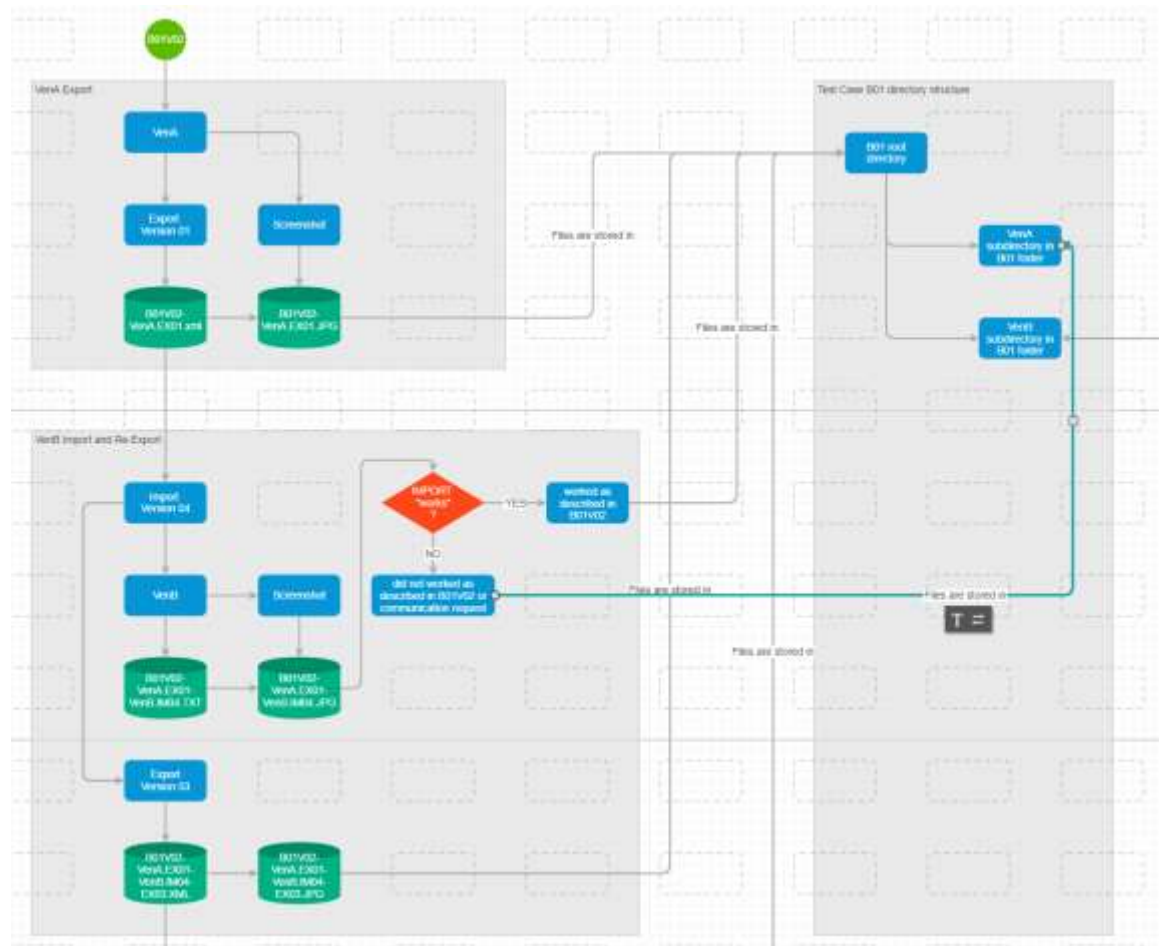 B01V02
VenA Export
VenA
Export
Version 01
Screenshot
B01V02-
VenA.EX01.xml
B01V02-
VenA.EX01.JPG
Files are stored in
Test Case B01 directory structure
B01 root
directory
VenA
subdirectory in
B01 folder
VenB
subdirectory in
B01 folder
Files are stored in
VenB Import and Re-Export
Import
Version 04
IMPORT
"works"
?
YES
worked as
described in
B01V02
NO
VenB
Screenshot
did not worked as
described in B01V02 or
communication request
Files are stored in
Files are stored in
T =
Files are stored in
B01V02-
VenA.EX01-
VenB.IM04.TXT
B01V02-
VenA.EX01-
VenB.IM04.JPG
Export
Version 03
B01V02-
VenA.EX01-
VenB.IM04-
EX03.XML
B01V02-
VenA.EX01-
VenB.IM04-
EX03.JPG